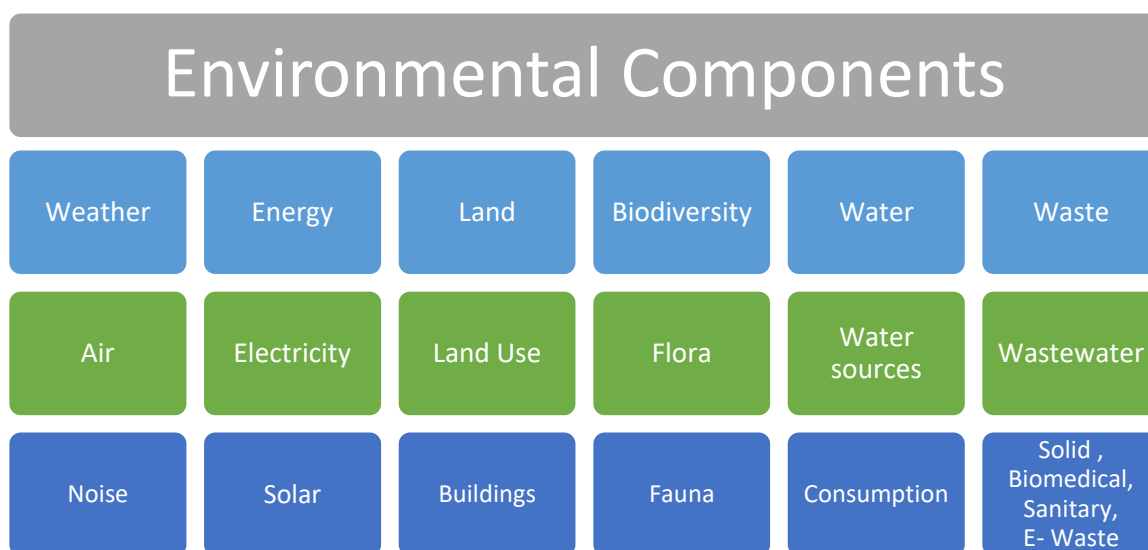 Environmental Components
Weather
Energy
Land
Biodiversity
Water
Waste
Air
Electricity
Land Use
Flora
Water
sources
Wastewater
Noise
Solar
Buildings
Fauna
Consumption
Solid ,
Biomedical,
Sanitary,
E- Waste